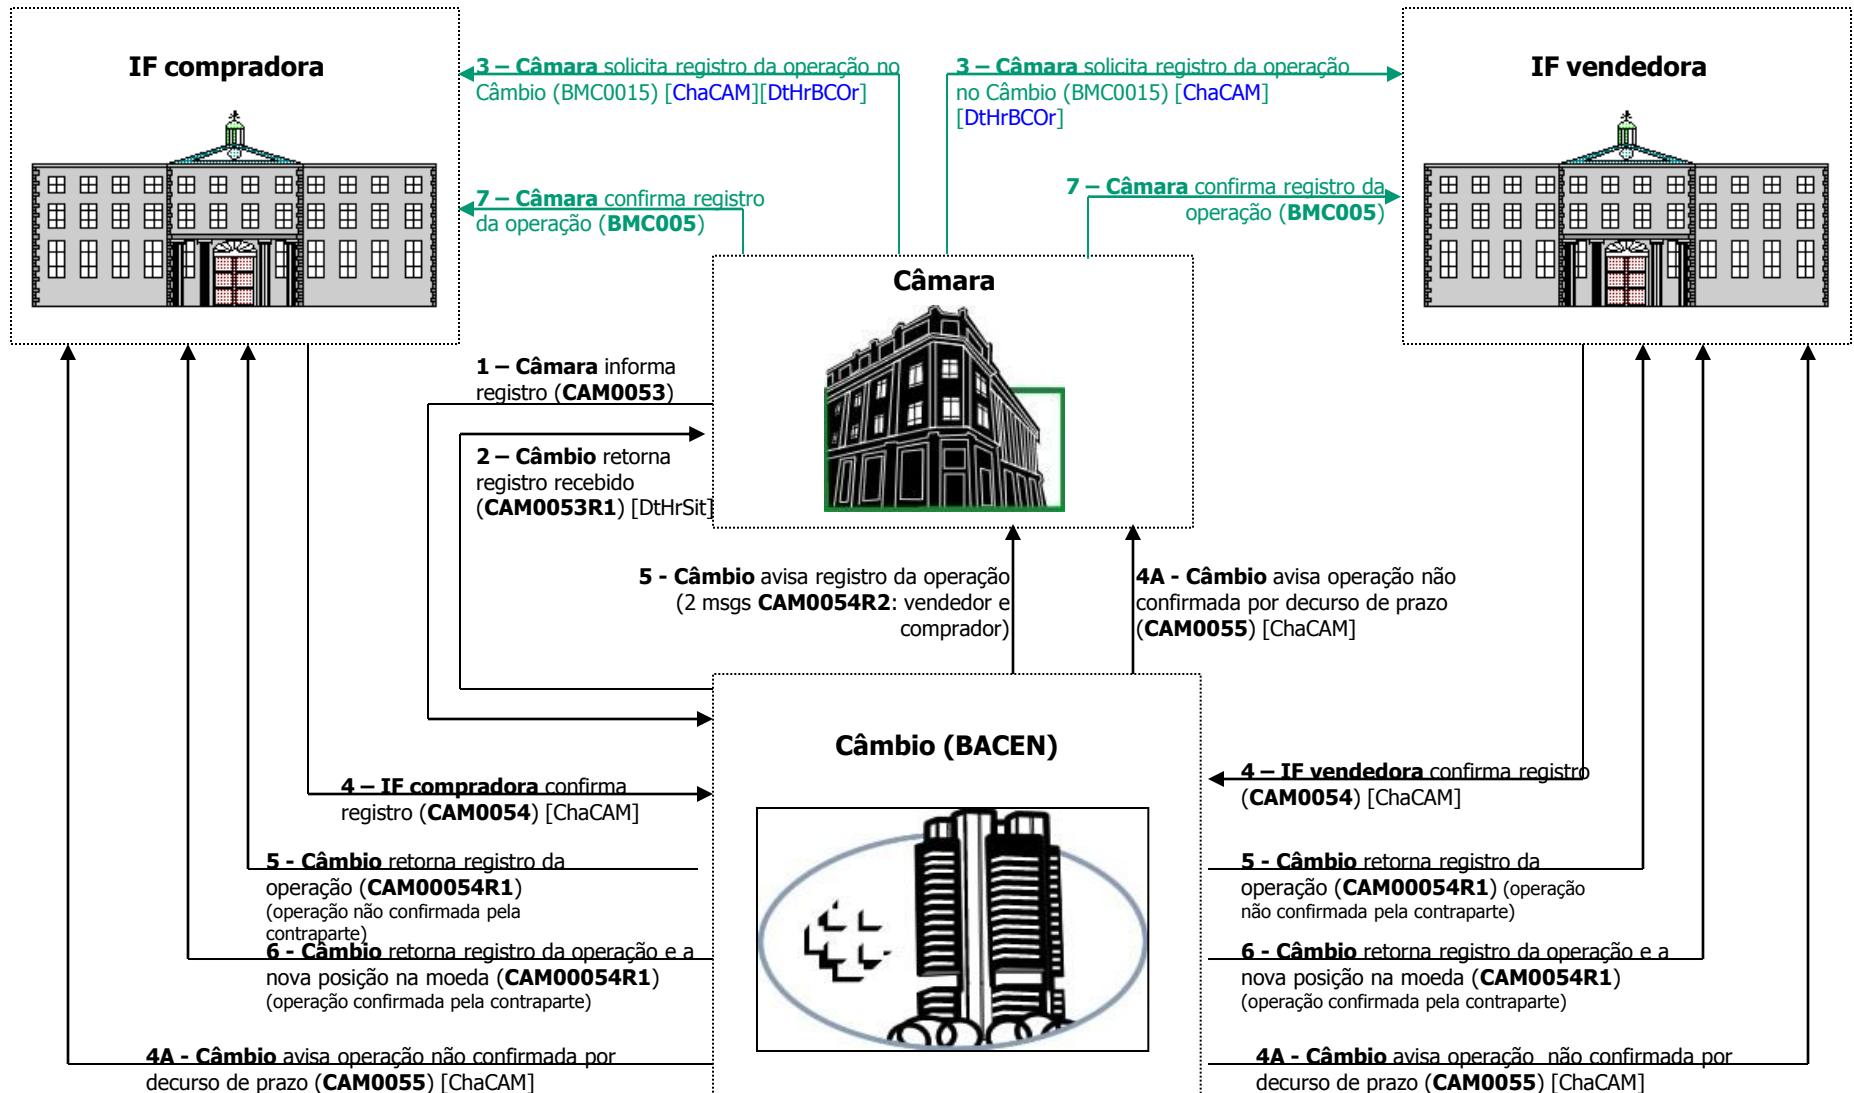 IF compradora
IF vendedora
3 – Câmara solicita registro da operação no
Câmbio (BMC0015) [ChaCAM][DtHrBCOr]
3 – Câmara solicita registro da operação
no Câmbio (BMC0015) [ChaCAM]
[DtHrBCOr]
7 – Câmara confirma registro
da operação (BMC005)
7 – Câmara confirma registro da
operação (BMC005)
Câmara
1 – Câmara informa
registro (CAM0053)
2 – Câmbio retorna
registro recebido
(CAM0053R1) [DtHrSit]
5 - Câmbio avisa registro da operação
(2 msgs CAM0054R2: vendedor e
comprador)
4A - Câmbio avisa operação não
confirmada por decurso de prazo
(CAM0055) [ChaCAM]
Câmbio (BACEN)
4 – IF compradora confirma
registro (CAM0054) [ChaCAM]
4 – IF vendedora confirma registro
(CAM0054) [ChaCAM]
5 - Câmbio retorna registro da
operação (CAM00054R1)
(operação não confirmada pela
contraparte)
5 - Câmbio retorna registro da
operação (CAM00054R1) (operação
não confirmada pela contraparte)
6 - Câmbio retorna registro da operação e a
nova posição na moeda (CAM00054R1)
(operação confirmada pela contraparte)
6 - Câmbio retorna registro da operação e a
nova posição na moeda (CAM0054R1)
(operação confirmada pela contraparte)
4A - Câmbio avisa operação não confirmada por
decurso de prazo (CAM0055) [ChaCAM]
4A - Câmbio avisa operação  não confirmada por
decurso de prazo (CAM0055) [ChaCAM]